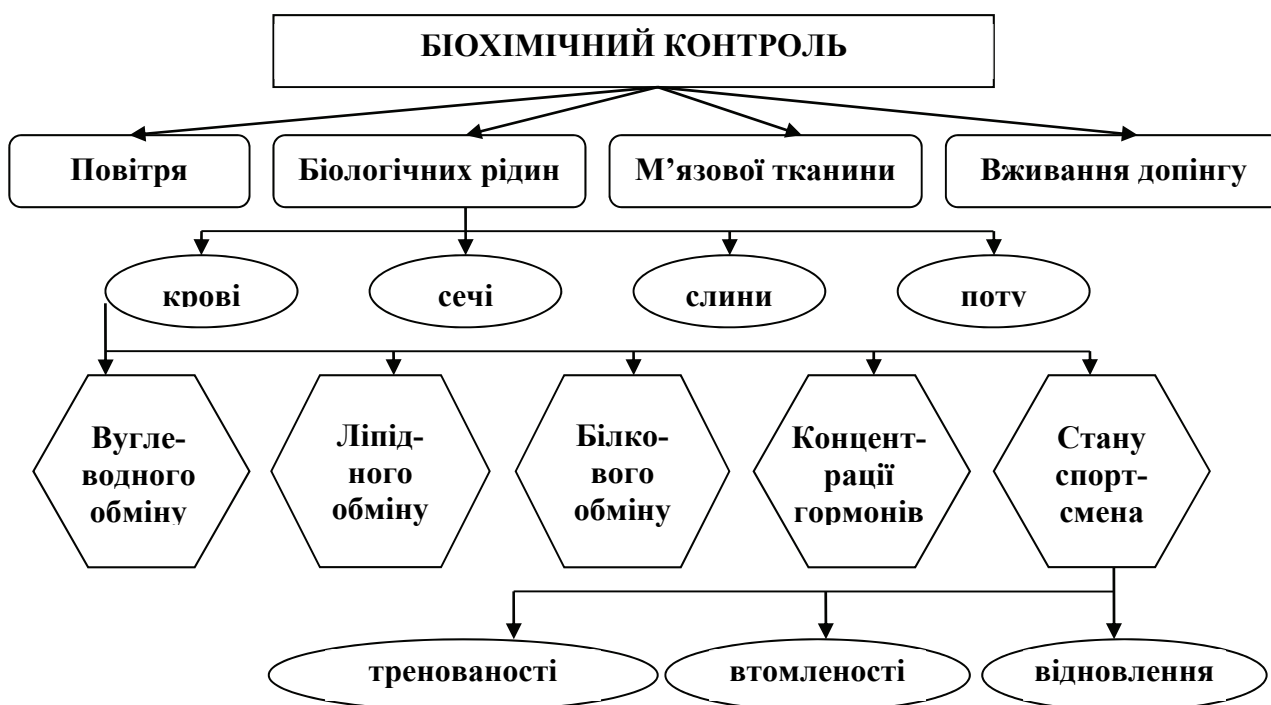 БІОХІМІЧНИЙ КОНТРОЛЬ
Повітря
Біологічних рідин
М’язової тканини
Вживання допінгу
крові
сечі
слини
поту
Вугле-
водного
обміну
Ліпід-
ного
обміну
Білко-
вого
обміну
Концент-
рації
гормонів
Стану
спорт-
смена
тренованості
втомленості
відновлення